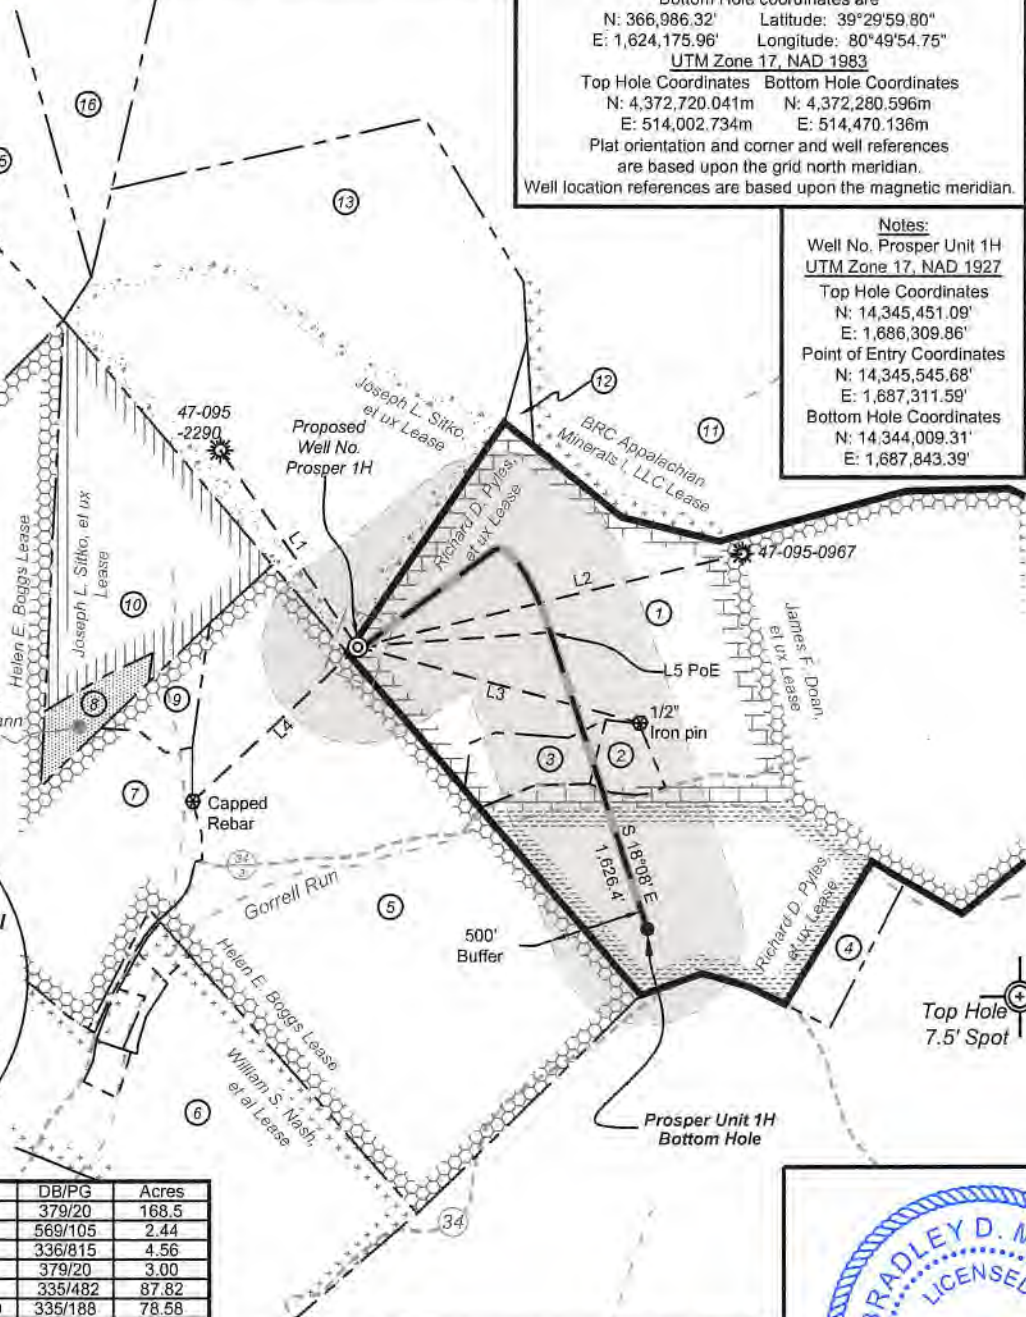 Bottom Hole coordinates are
N: 366,986.32' Latitude: 39°29'59.80"
E: 1,624,175.96' Longitude: 80°49'54.75"
UTM Zone 17, NAD 1983
Top Hole Coordinates Bottom Hole Coordinates
N: 4,372,720.041m N: 4,372,280.596m
E: 514,002.734m E: 514,470.136m
Plat orientation and corner and well references
are based upon the grid north meridian.
Well location references are based upon the magnetic meridian.
Notes:
Well No. Prosper Unit 1H
UTM Zone 17, NAD 1927
Top Hole Coordinates
N: 14,345,451.09'
E: 1,686,309.86'
Point of Entry Coordinates
N: 14,345,545.68'
E: 1,687,311.59'
Bottom Hole Coordinates
N: 14,344,009.31'
E: 1,687,843.39'
16
13
12
11
47-095
-2290
Proposed
Well No.
Prosper 1H
Joseph L. Sitko,
et ux Lease
BRC Appalachian
Minerals I, LLC Lease
Richard D. Pyles,
et ux Lease
L1
L2
47-095-0967
Helen E. Boggs Lease
Joseph L. Sitko, et ux
Lease
10
1
James F. Doan,
et ux Lease
L5 PoE
L3
1/2"
Iron pin
8
9
L4
3
2
7
Capped
Rebar
34
3
Gorrell Run
5
S 18°08' E
1,626.4'
500'
Buffer
Richard D. Pyles,
et ux Lease
4
Helen E. Boggs Lease
William S. Nash,
et al Lease
Top Hole
7.5' Spot
6
Prosper Unit 1H
Bottom Hole
34
DB/PG Acres
379/20 168.5
569/105 2.44
336/815 4.56
379/20 3.00
335/482 87.82
335/188 78.58
BRADLEY D. M
LICENSED